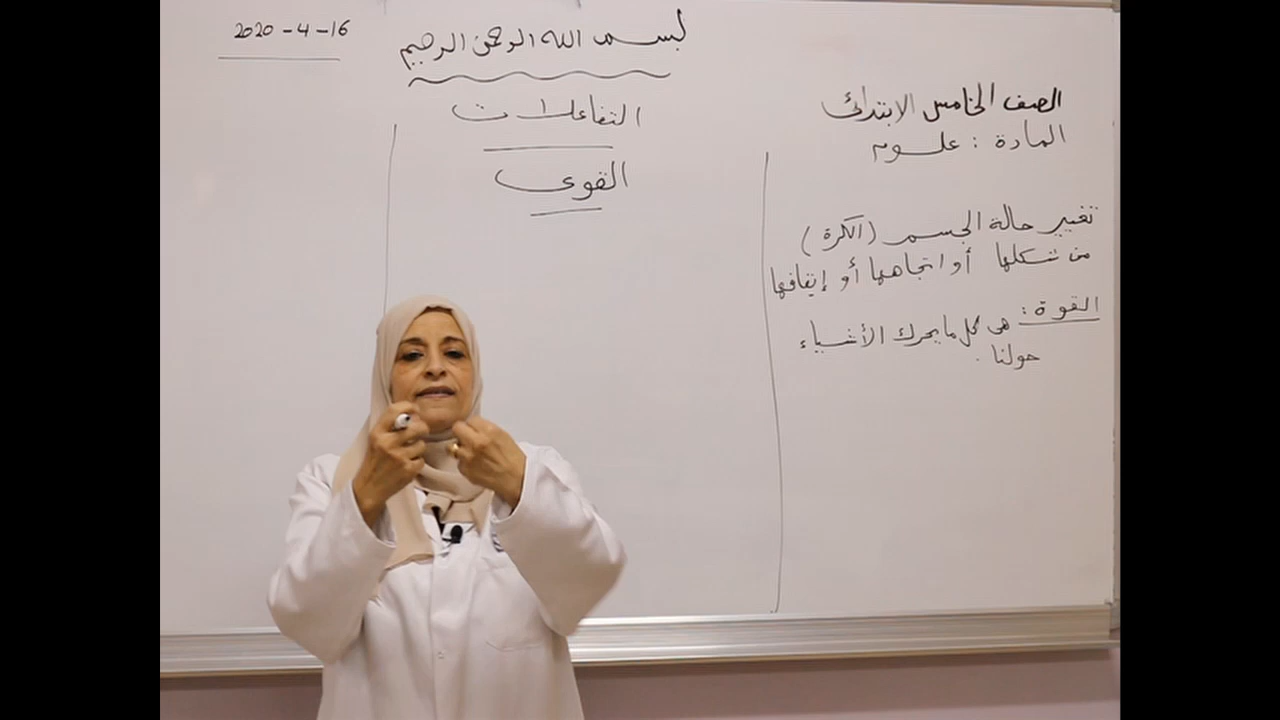 بسم الله الرحمن الرحيم
16-4-2020
التفاعلات
القوى
الصف الخامس الابتدائي
المادة : علوم
تغيير حالة الجسم (الكرة)
من شكلها أو اتجاهها أو إيقافها
القوة : هي كل ما يحرك الأشياء
حولنا .